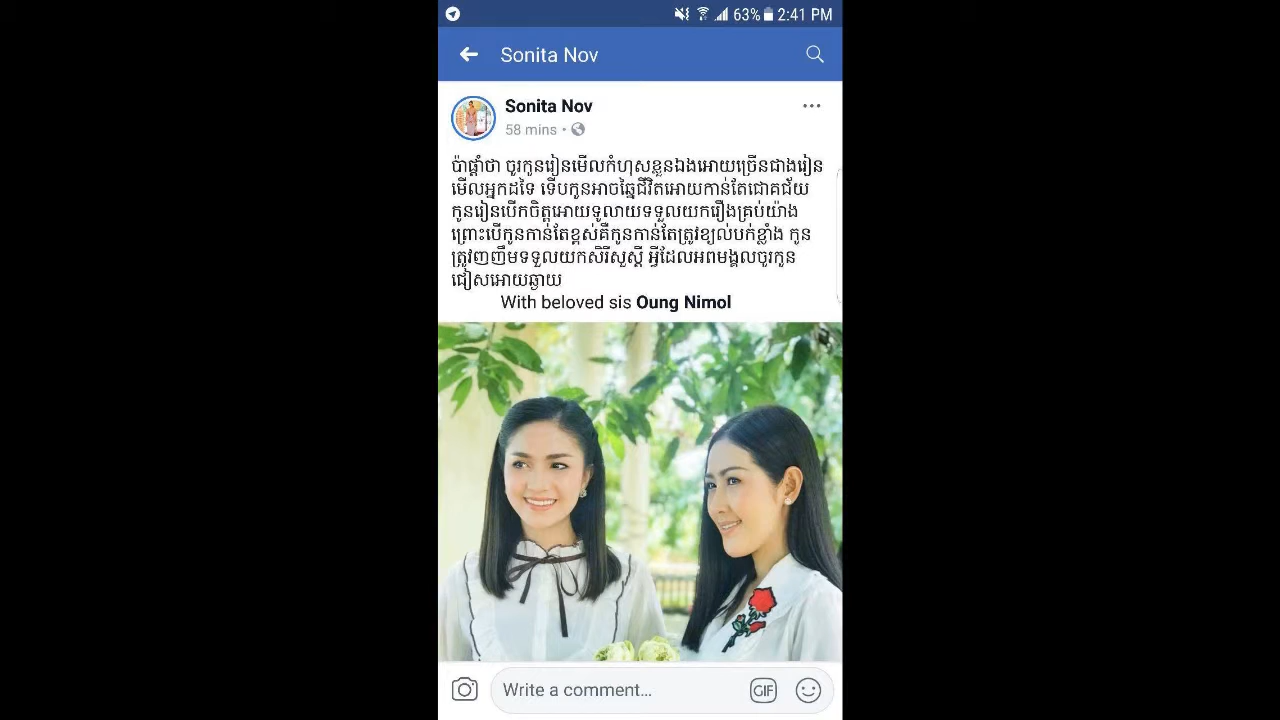 63% 2:41 PM
Sonita Nov
Sonita Nov
58 mins •
ប៉ាផ្តាំថា ចូរកូនរៀនមើលកំហុសខ្លួនឯងអោយច្រើនជាងរៀន
មើលអ្នកដទៃ ទើបកូនអាចឆ្នៃជីវិតអោយកាន់តែជោគជ័យ
កូនរៀនបើកចិត្តអោយទូលាយទទួលយករឿងគ្រប់យ៉ាង
ព្រោះបើកូនកាន់តែខ្ពស់គឺកូនកាន់តែត្រូវខ្យល់បក់ខ្លាំង កូន
ត្រូវញញឹមទទួលយកសិរីសួស្តី អ្វីដែលអពមង្គលចូរកូន
ជៀសអោយឆ្ងាយ
With beloved sis Oung Nimol
Write a comment...
GIF